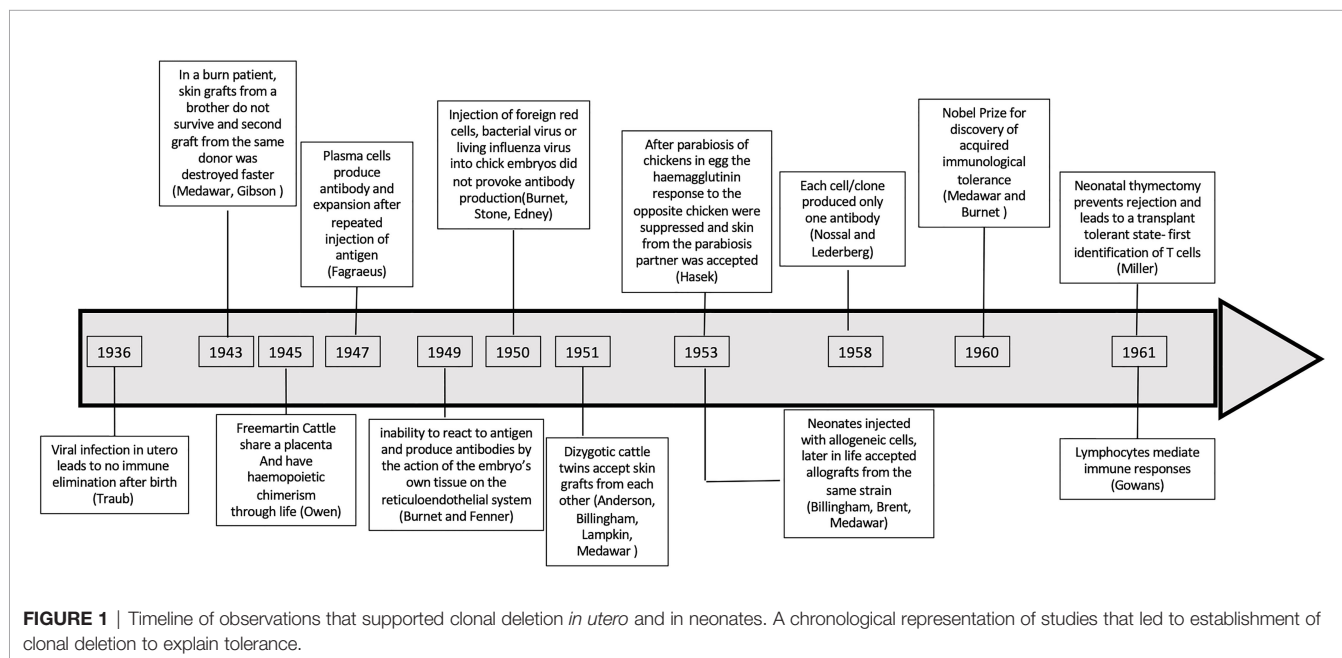 In a burn patient,
skin grafts from a
brother do not
survive and second
graft from the same
donor was
destroyed faster
(Medawar, Gibson )
Plasma cells
produce
antibody and
expansion after
repeated
injection of
antigen
(Fagraeus)
Injection of foreign red
cells, bacterial virus or
living influenza virus
into chick embryos did
not provoke antibody
production(Burnet,
Stone, Edney)
After parabiosis of
chickens in egg the
haemagglutinin
response to the
opposite chicken were
suppressed and skin
from the parabiosis
partner was accepted
(Hasek)
Each cell/clone
produced only
one antibody
(Nossal and
Lederberg)
Nobel Prize for
discovery of
acquired
immunological
tolerance
(Medawar and
Burnet )
Neonatal thymectomy
prevents rejection and
leads to a transplant
tolerant state- first
identification of T cells
(Miller)
1936
1943
1945
1947
1949
1950
1951
1953
1958
1960
1961
Viral infection in utero
leads to no immune
elimination after birth
(Traub)
Freemartin Cattle
share a placenta
And have
haemopoietic
chimerism
through life (Owen)
inability to react to antigen
and produce antibodies by
the action of the embryo's
own tissue on the
reticuloendothelial system
(Burnet and Fenner)
Dizygotic cattle
twins accept skin
grafts from each
other (Anderson,
Billingham,
Lampkin,
Medawar )
Neonates injected
with allogeneic cells,
later in life accepted
allografts from the
same strain
(Billingham, Brent,
Medawar)
Lymphocytes mediate
immune responses
(Gowans)
FIGURE 1 | Timeline of observations that supported clonal deletion in utero and in neonates. A chronological representation of studies that led to establishment of
clonal deletion to explain tolerance.